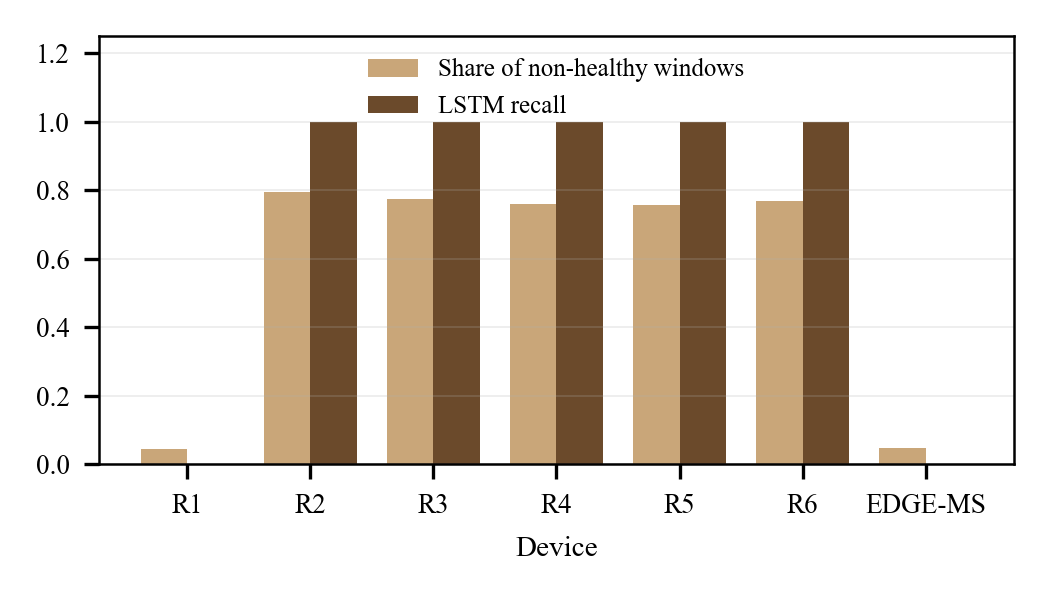 1.2
1.0
0.8
0.6
0.4
0.2
0.0
Share of non-healthy windows
LSTM recall
R1 R2 R3 R4 R5 R6 EDGE-MS
Device